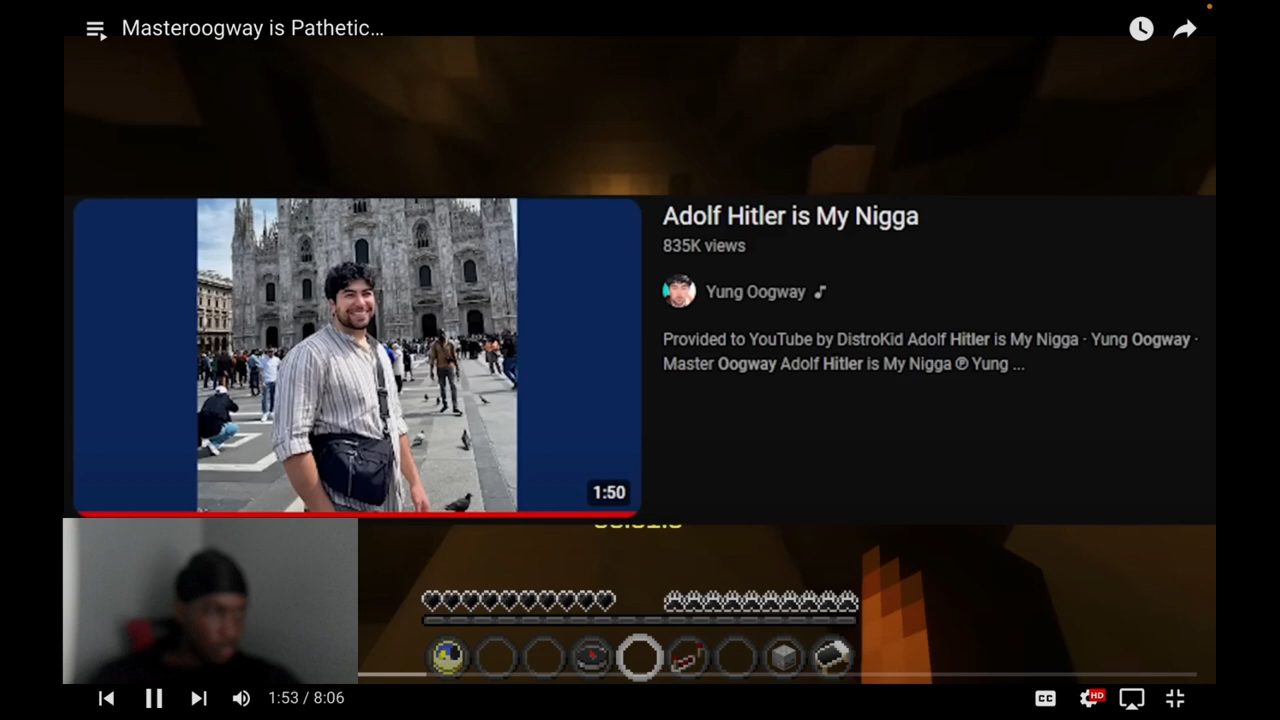 Masteroogway is Pathetic...
Adolf Hitler is My Nigga
835K views
Yung Oogway
Provided to YouTube by DistroKid Adolf Hitler is My Nigga · Yung Oogway ·
Master Oogway Adolf Hitler is My Nigga ℗ Yung ...
1:50
1:53 / 8:06
CC
HD